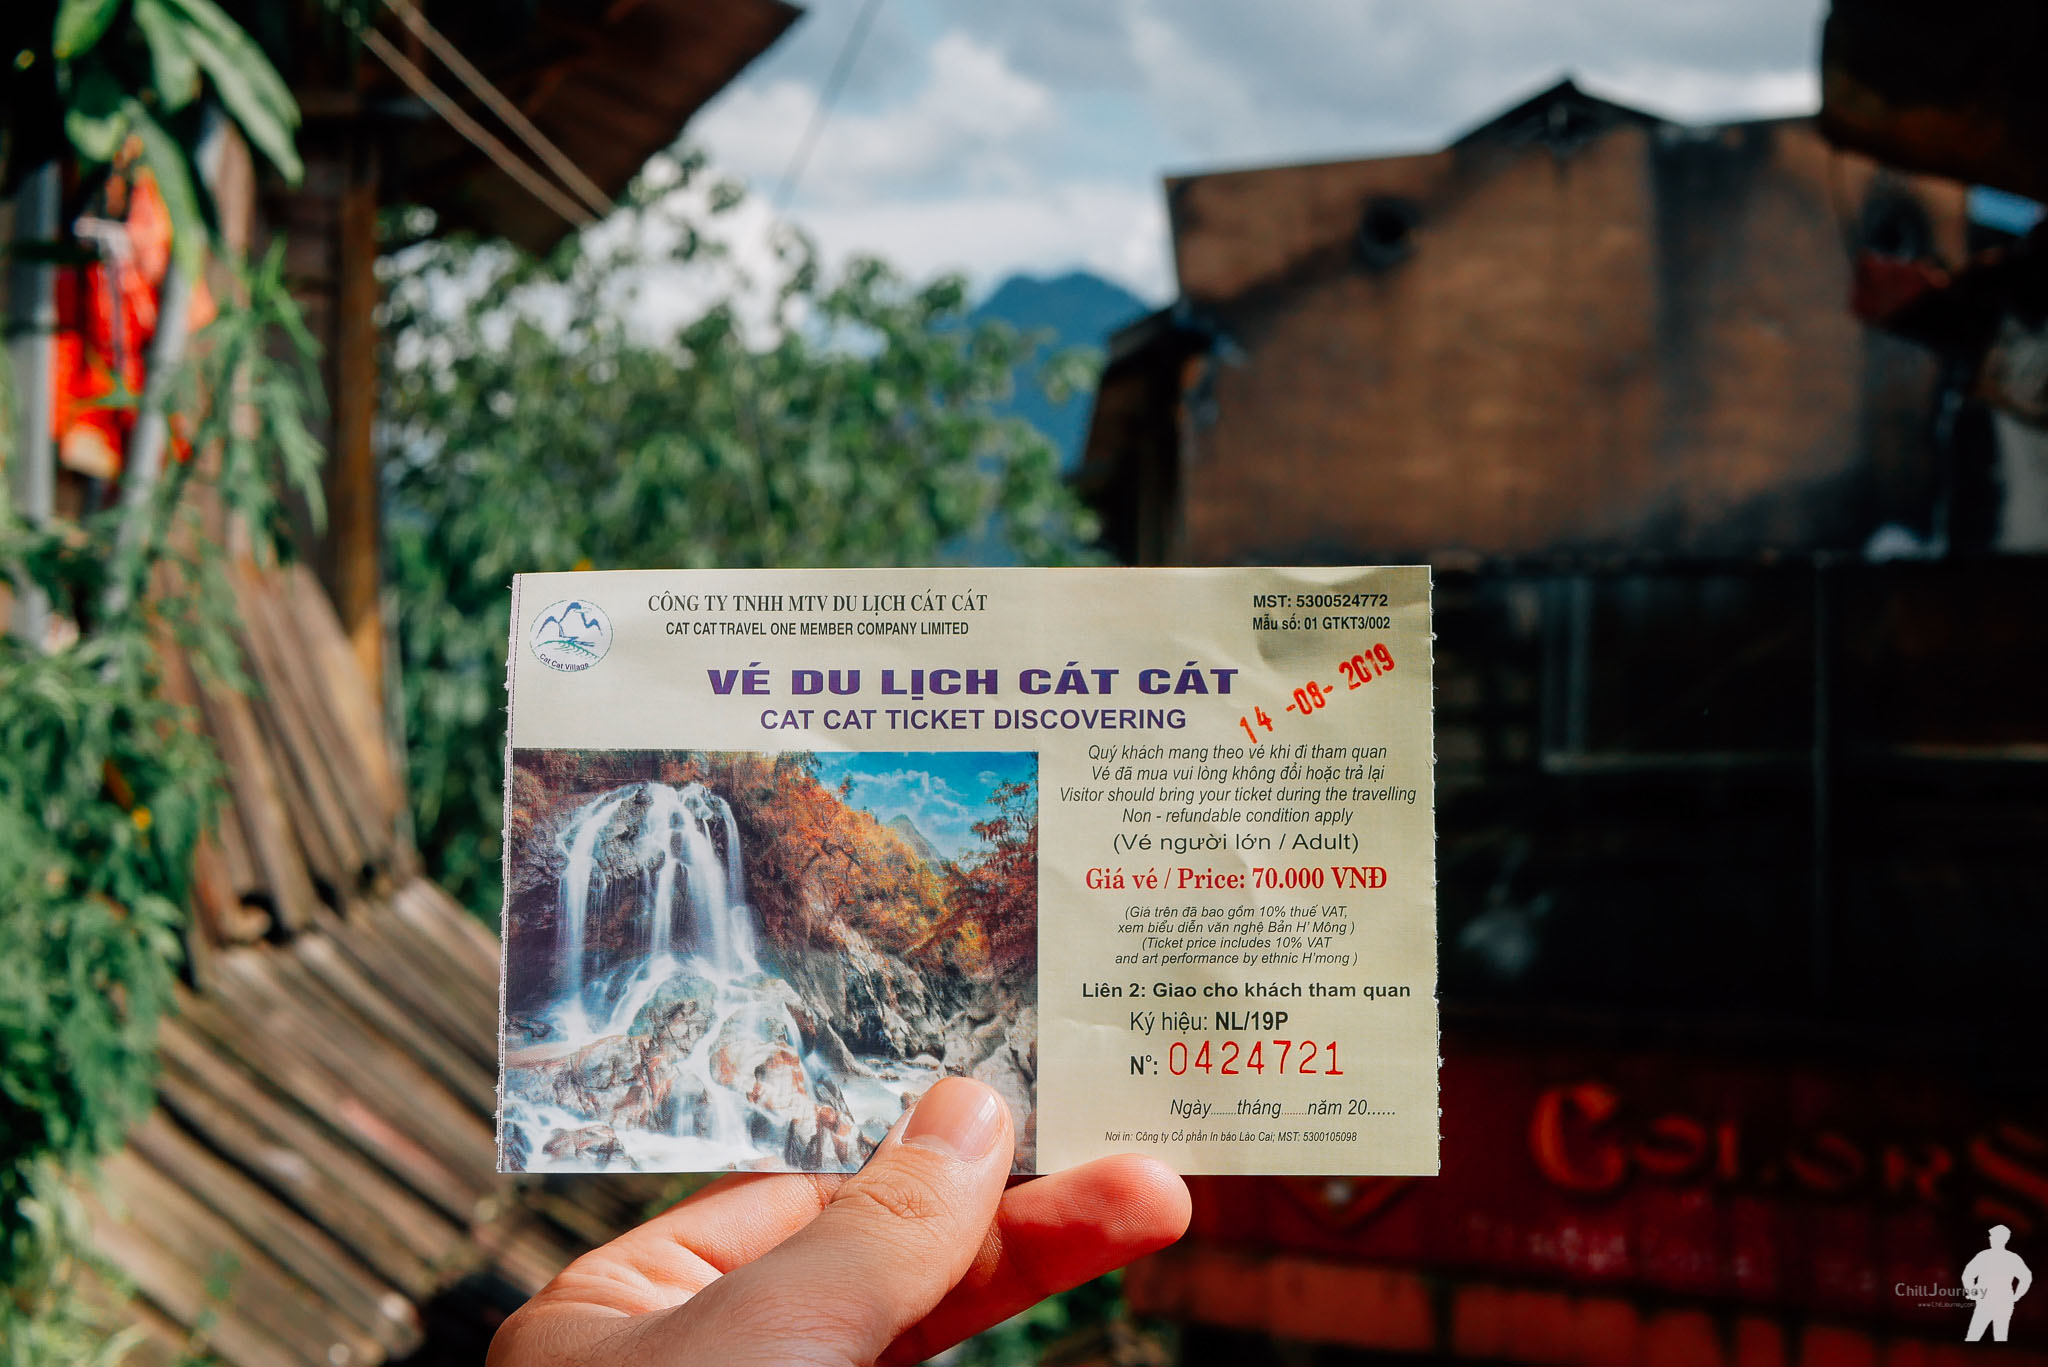 CÔNG TY TNHH MTV DU LỊCH CÁT CÁT
CAT CAT TRAVEL ONE MEMBER COMPANY LIMITED
MST: 5300524772
Mẫu số: 01 GTKT3/002
Cat Cat Village
VÉ DU LỊCH CÁT CÁT
CAT CAT TICKET DISCOVERING
14 -08- 2019
Quý khách mang theo vé khi đi tham quan
Vé đã mua vui lòng không đổi hoặc trả lại
Visitor should bring your ticket during the travelling
Non - refundable condition apply
(Vé người lớn / Adult)
Giá vé / Price: 70.000 VNĐ
(Giá trên đã bao gồm 10% thuế VAT,
xem biểu diễn văn nghệ Bản H' Mông )
(Ticket price includes 10% VAT
and art performance by ethnic H'mong )
Liên 2: Giao cho khách tham quan
Ký hiệu: NL/19P
N°: 0424721
Ngày.........tháng........năm 20......
Nơi in: Công ty Cổ phần In báo Lào Cai; MST: 5300105098
COLORS
ChillJourney
www.ChillJourney.com